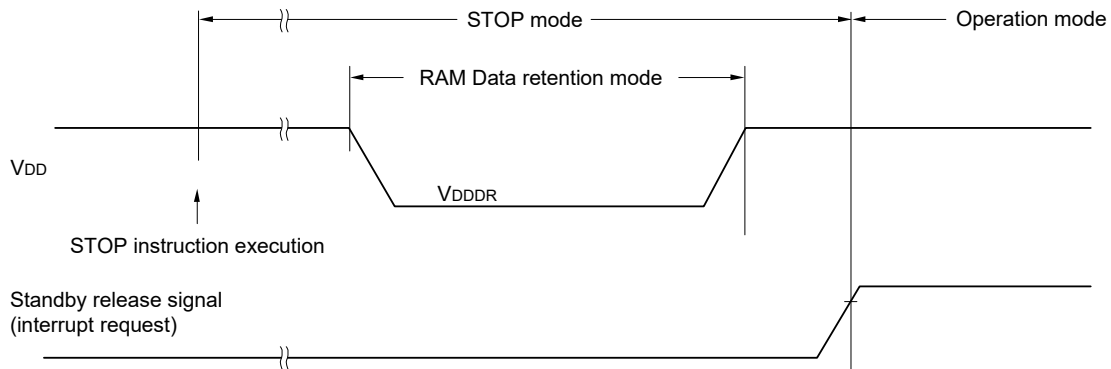 STOP mode
Operation mode
RAM Data retention mode
VDD
VDDDR
STOP instruction execution
Standby release signal
(interrupt request)